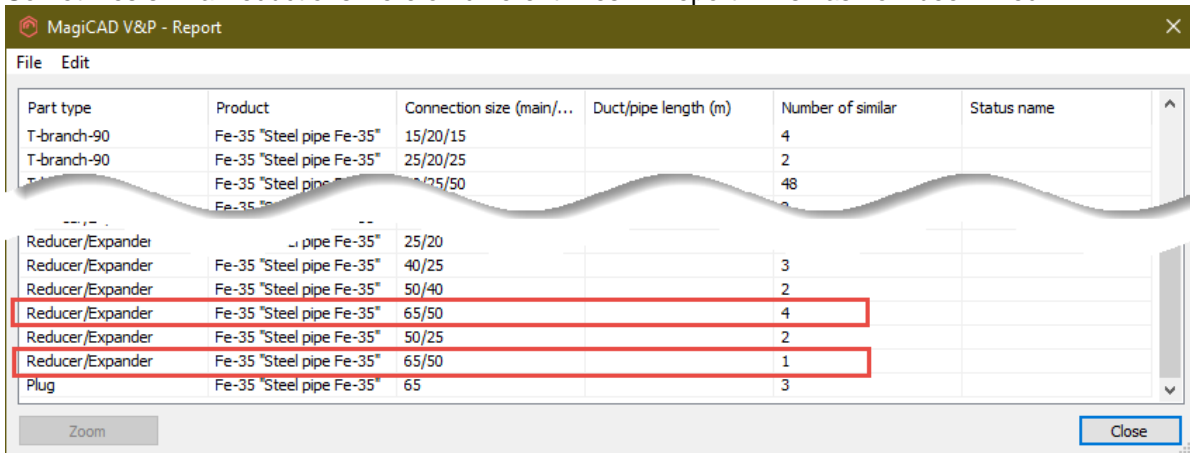 MagiCAD V&P - Report
File Edit
Part type Product Connection size (main/... Duct/pipe length (m) Number of similar Status name
T-branch-90 Fe-35 "Steel pipe Fe-35" 15/20/15 4
T-branch-90 Fe-35 "Steel pipe Fe-35" 25/20/25 2
Fe-35 "Steel /25/50 48
Fe-35
Reducer/Expander pipe Fe-35" 25/20
Reducer/Expander Fe-35 "Steel pipe Fe-35" 40/25 3
Reducer/Expander Fe-35 "Steel pipe Fe-35" 50/40 2
Reducer/Expander Fe-35 "Steel pipe Fe-35" 65/50 4
Reducer/Expander Fe-35 "Steel pipe Fe-35" 50/25 2
Reducer/Expander Fe-35 "Steel pipe Fe-35" 65/50 1
Plug Fe-35 "Steel pipe Fe-35" 65 3
Zoom Close